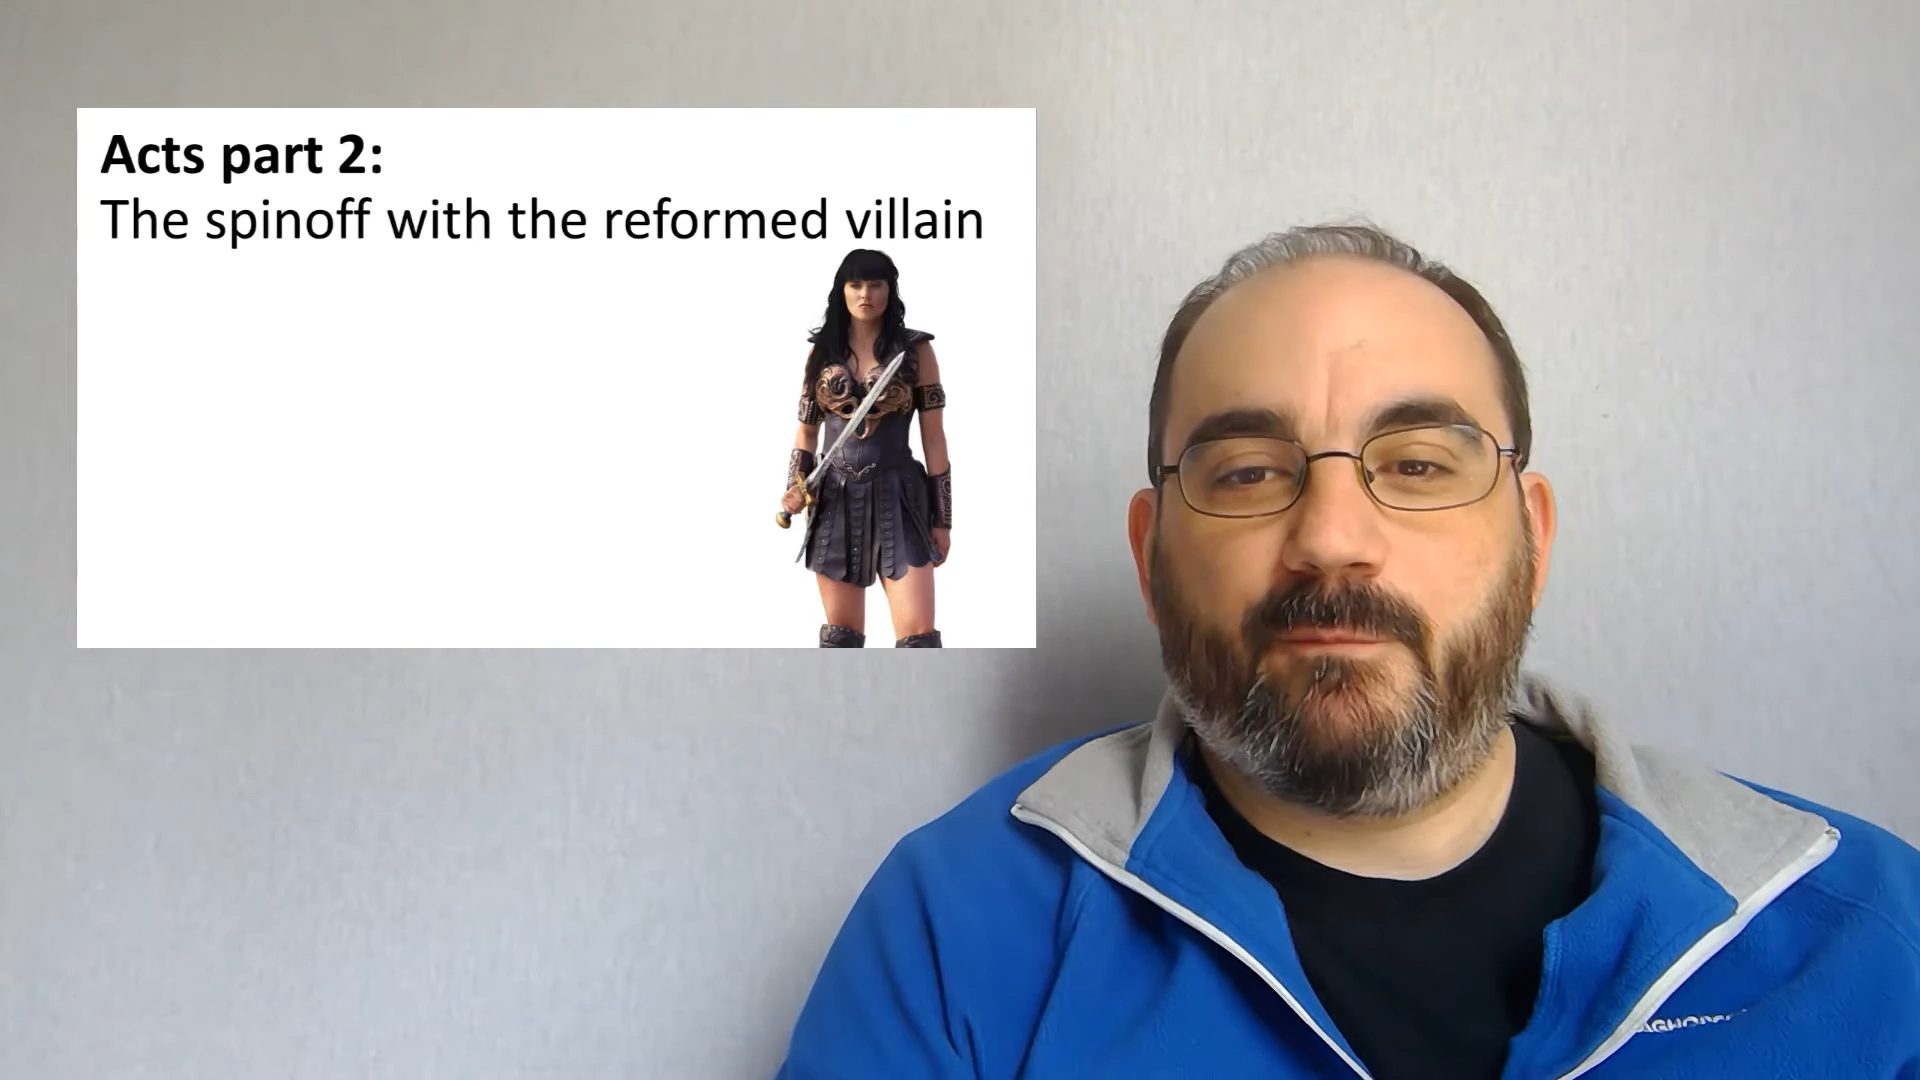 Acts part 2:
The spinoff with the reformed villain